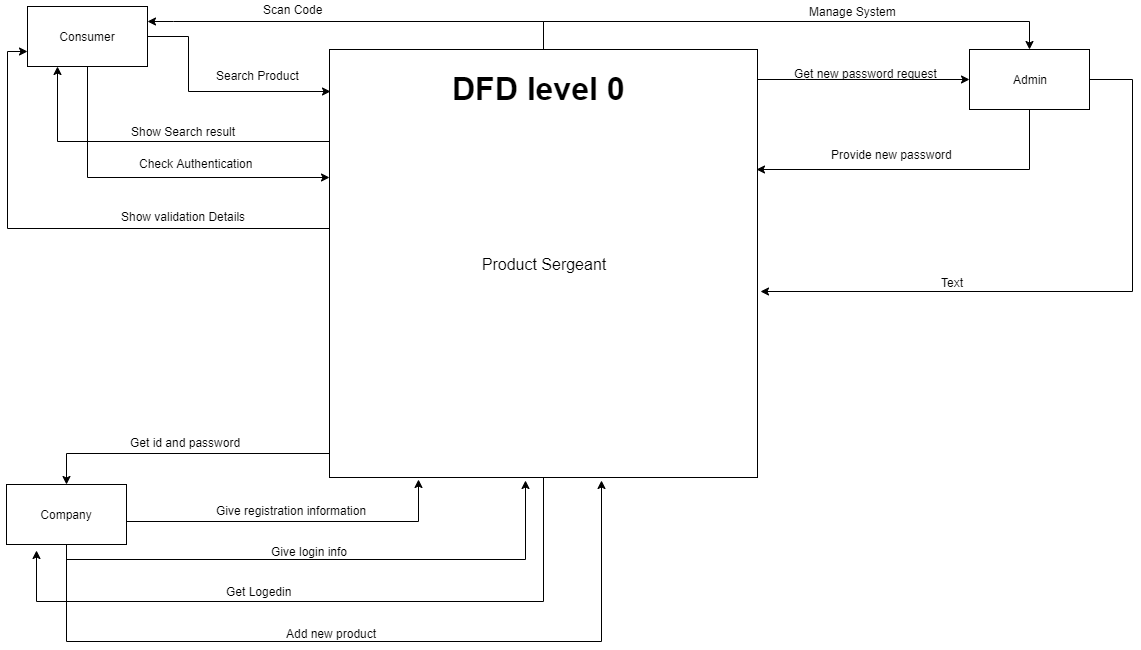 Scan Code
Manage System
Consumer
Search Product
DFD level 0
Get new password request
Admin
Show Search result
Check Authentication
Provide new password
Show validation Details
Product Sergeant
Text
Get id and password
Company
Give registration information
Give login info
Get Logedin
Add new product